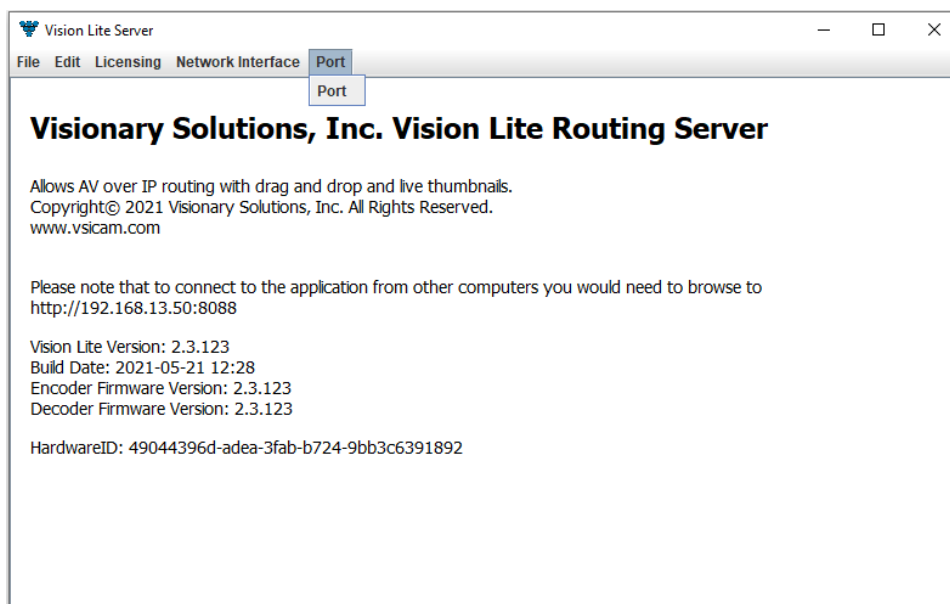 Vision Lite Server
File Edit Licensing Network Interface Port
Port
Visionary Solutions, Inc. Vision Lite Routing Server
Allows AV over IP routing with drag and drop and live thumbnails.
Copyright© 2021 Visionary Solutions, Inc. All Rights Reserved.
www.vsicam.com
Please note that to connect to the application from other computers you would need to browse to
http://192.168.13.50:8088
Vision Lite Version: 2.3.123
Build Date: 2021-05-21 12:28
Encoder Firmware Version: 2.3.123
Decoder Firmware Version: 2.3.123
HardwareID: 49044396d-adea-3fab-b724-9bb3c6391892